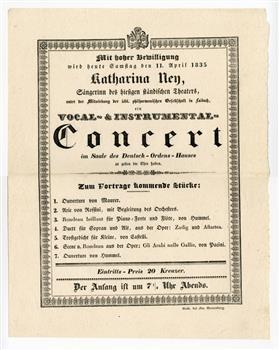 Mit hoher Bewilligung
wird heute Samstag den 11. April 1835
Katharina Ney,
Sängerinn des hiesigen ständischen Theaters,
unter der Mitwirkung der löbl. philharmonischen Gesellschaft in Laibach,
ein
VOCAL- & INSTRUMENTAL-
Concert
im Saale des Deutsch-Ordens-Hauses
zu geben die Ehre haben.
Zum Vortrage kommende Stücke:
1. Ouverture von Maurer.
2. Arie von Rossini, mit Begleitung des Orchesters.
3. Rondeau brillant für Piano-Forte und Flöte, von Hummel.
4. Duett für Sopran und Alt, aus der Oper: Zadig und Astartea.
5. Trostgedicht für Kleine, von Castelli.
6. Scene u. Rondeau aus der Oper: Gli Arabi nelle Gallie, von Pacini.
7. Ouverture von Hummel.
Eintritts-Preis 20 Kreuzer.
Der Anfang ist um 7½ Uhr Abends.